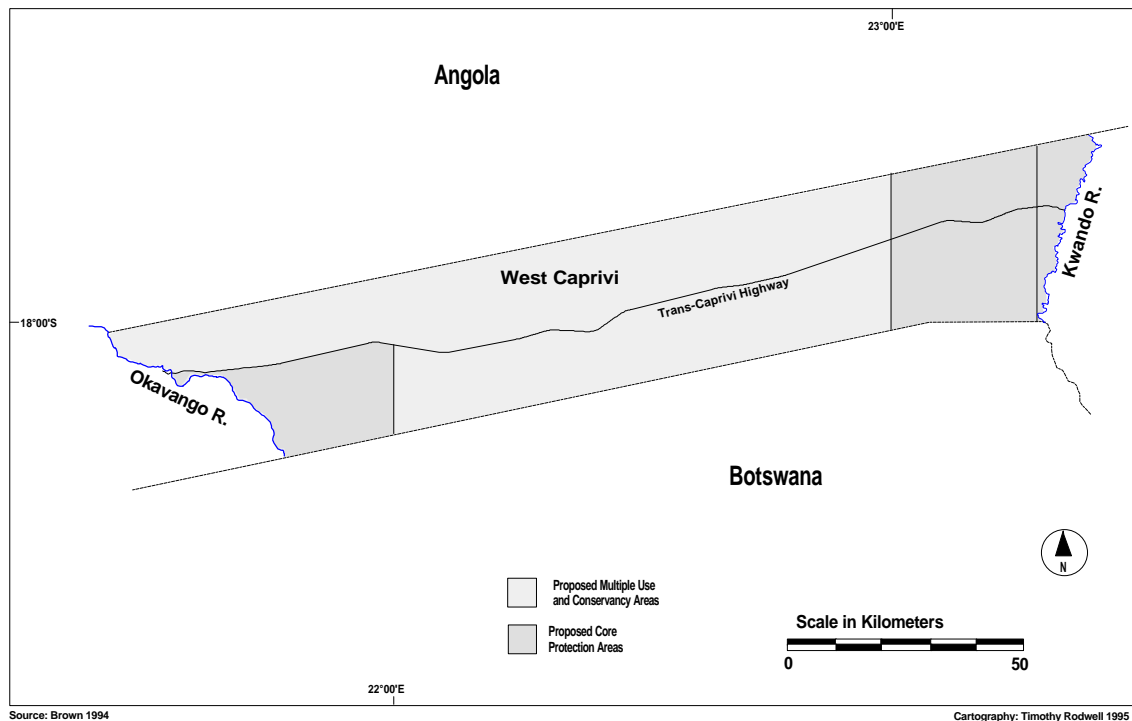 23°00'E
Angola
Kwando R.
West Caprivi
Trans-Caprivi Highway
18°00'S
Okavango R.
Botswana
N
Proposed Multiple Use
and Conservancy Areas
Proposed Core
Protection Areas
Scale in Kilometers
0 50
22°00'E
Source: Brown 1994
Cartography: Timothy Rodwell 1995